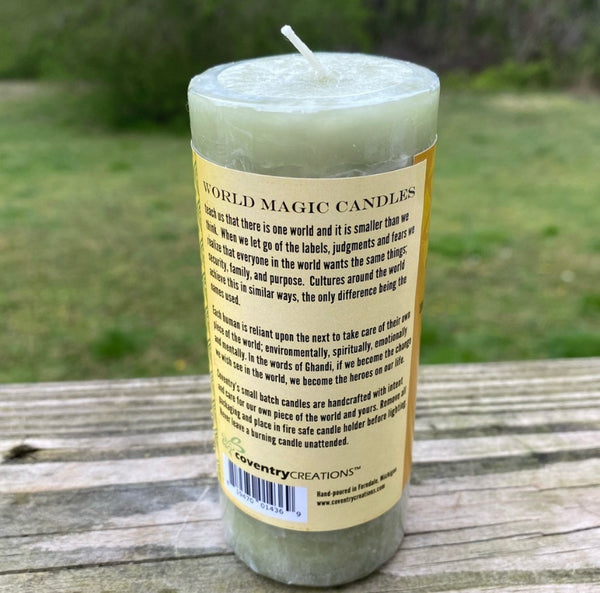 WORLD MAGIC CANDLES
teach us that there is one world and it is smaller than we
think. When we let go of the labels, judgments and fears we
realize that everyone in the world wants the same things;
security, family, and purpose. Cultures around the world
achieve this in similar ways, the only difference being the
names used.
Each human is reliant upon the next to take care of their own
piece of the world; environmentally, spiritually, emotionally
and mentally. In the words of Ghandi, if we become the change
we wish see in the world, we become the heroes on our life.
Coventry's small batch candles are handcrafted with intent
and care for our own piece of the world and yours. Remove all
packaging and place in fire safe candle holder before lighting.
Never leave a burning candle unattended.
coventryCREATIONS™
Hand-poured in Ferndale, Michigan
www.coventrycreations.com
01436 9